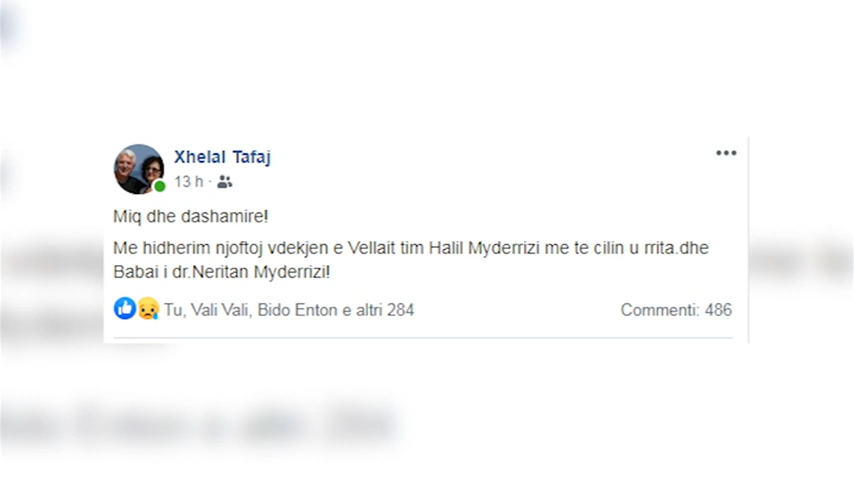 Xhelal Tafaj
13 h ·
Miq dhe dashamire!
Me hidherim njoftoj vdekjen e Vellait tim Halil Myderrizi me te cilin u rrita.dhe
Babai i dr.Neritan Myderrizi!
Tu, Vali Vali, Bido Enton e altri 284 Commenti: 486